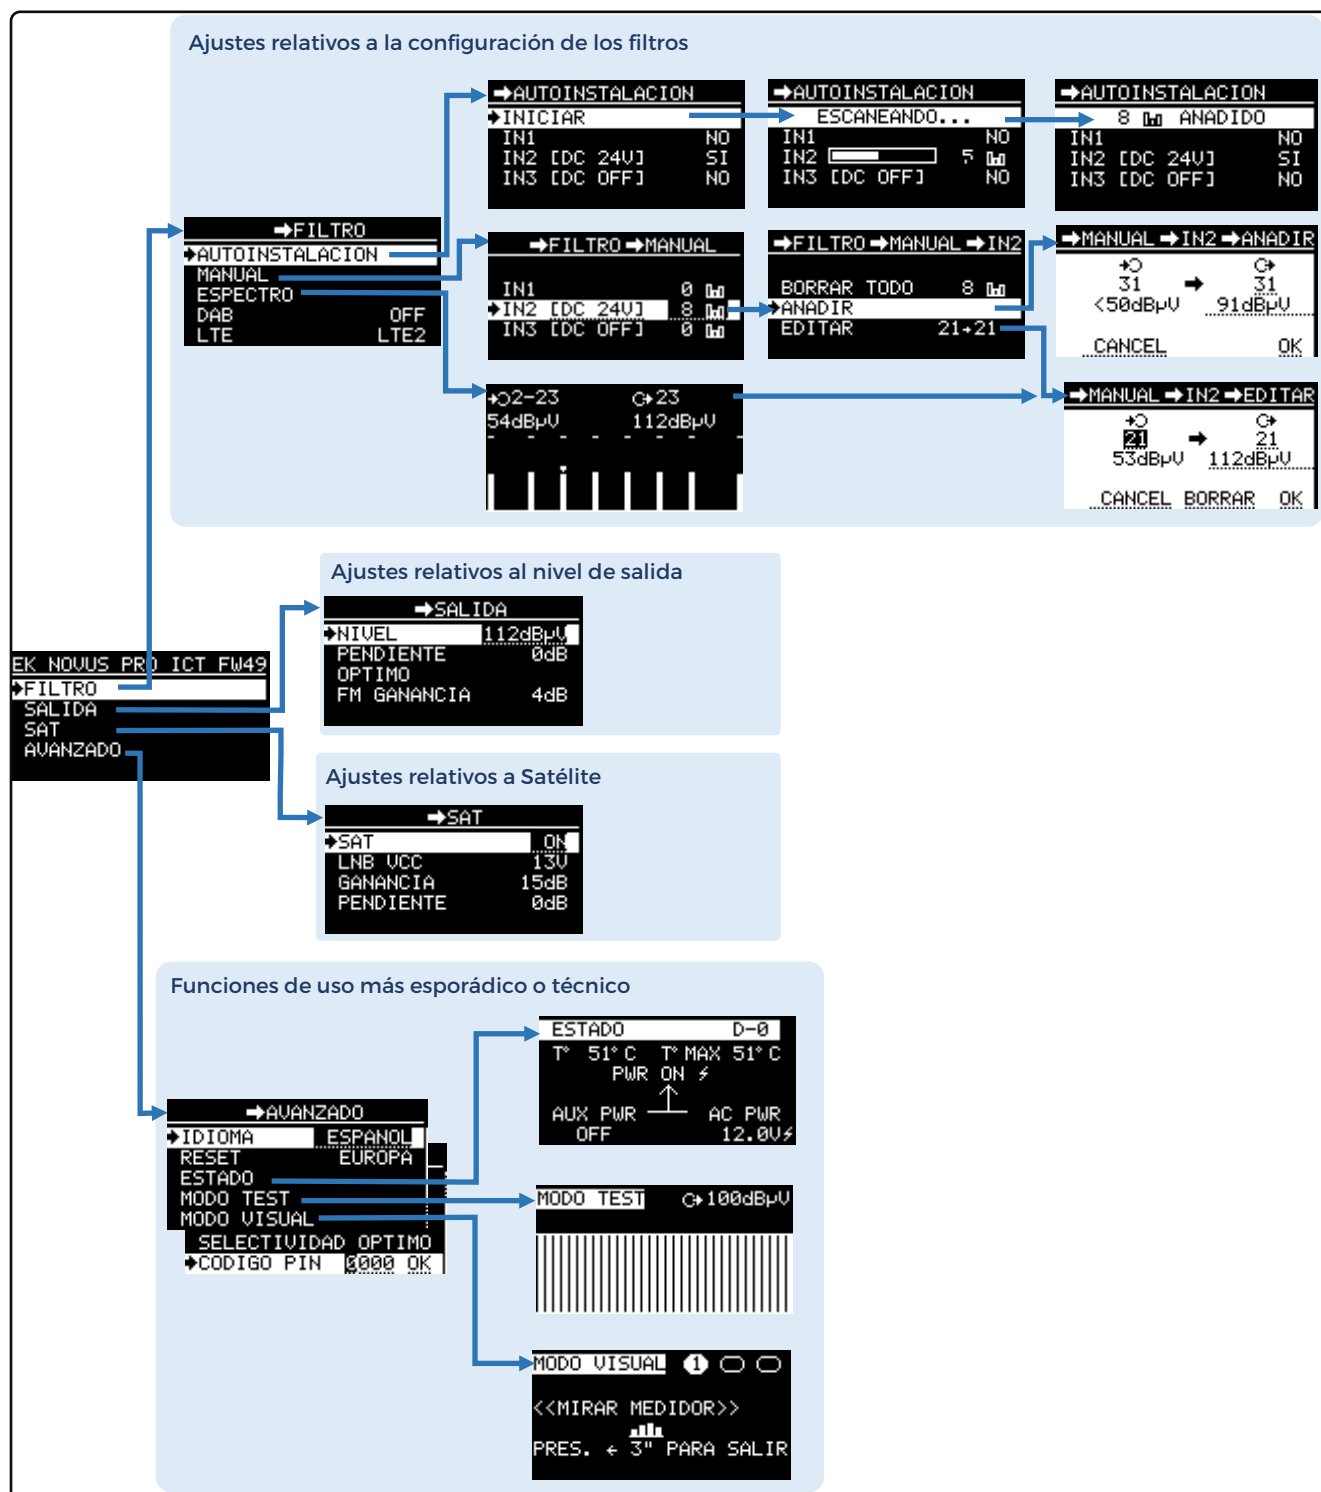 Ajustes relativos a la configuración de los filtros
➡AUTOINSTALACION
➧INICIAR
IN1 NO
IN2 [DC 24V] SI
IN3 [DC OFF] NO
➡AUTOINSTALACION
ESCANEANDO...
IN1 NO
IN2 5
IN3 [DC OFF] NO
➡AUTOINSTALACION
8 ANADIDO
IN1 NO
IN2 [DC 24V] SI
IN3 [DC OFF] NO
➡FILTRO
➧AUTOINSTALACION
MANUAL
ESPECTRO
DAB OFF
LTE LTE2
➡FILTRO➡MANUAL
IN1 0
➧IN2 [DC 24V] 8
IN3 [DC OFF] 0
➡FILTRO➡MANUAL➡IN2
BORRAR TODO 8
➧ANADIR
EDITAR 21→21
➡MANUAL➡IN2➡ANADIR
31 ➡ 31
<50dBµV 91dBµV
CANCEL OK
2-23 23
54dBµV 112dBµV
➡MANUAL➡IN2➡EDITAR
21 ➡ 21
53dBµV 112dBµV
CANCEL BORRAR OK
Ajustes relativos al nivel de salida
➡SALIDA
➧NIVEL 112dBµV
PENDIENTE 0dB
OPTIMO
FM GANANCIA 4dB
EK NOVUS PRO ICT FW49
➧FILTRO
SALIDA
SAT
AVANZADO
Ajustes relativos a Satélite
➡SAT
➧SAT ON
LNB VCC 13V
GANANCIA 15dB
PENDIENTE 0dB
Funciones de uso más esporádico o técnico
ESTADO D-0
Tº 51°C Tº MAX 51°C
PWR ON ⚡
AUX PWR AC PWR
OFF 12.0V⚡
➡AVANZADO
➧IDIOMA ESPANOL
RESET EUROPA
ESTADO
MODO TEST
MODO VISUAL
SELECTIVIDAD OPTIMO
➧CODIGO PIN 000 OK
MODO TEST 100dBµV
MODO VISUAL 1
<<MIRAR MEDIDOR>>
PRES. ← 3" PARA SALIR